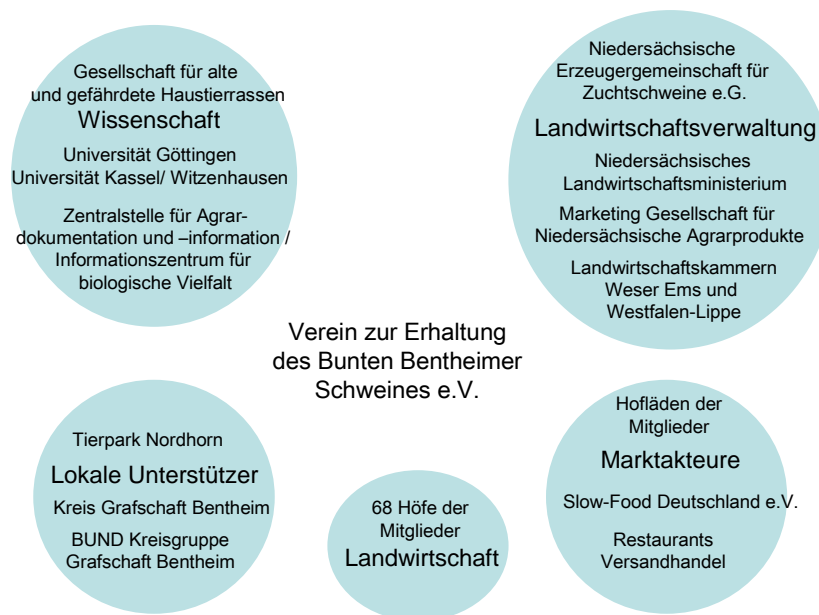 Gesellschaft für alte
und gefährdete Haustierrassen
Wissenschaft
Universität Göttingen
Universität Kassel/ Witzenhausen
Zentralstelle für Agrar-
dokumentation und –information /
Informationszentrum für
biologische Vielfalt
Niedersächsische
Erzeugergemeinschaft für
Zuchtschweine e.G.
Landwirtschaftsverwaltung
Niedersächsisches
Landwirtschaftsministerium
Marketing Gesellschaft für
Niedersächsische Agrarprodukte
Landwirtschaftskammern
Weser Ems und
Westfalen-Lippe
Verein zur Erhaltung
des Bunten Bentheimer
Schweines e.V.
Tierpark Nordhorn
Lokale Unterstützer
Kreis Grafschaft Bentheim
BUND Kreisgruppe
Grafschaft Bentheim
68 Höfe der
Mitglieder
Landwirtschaft
Hofläden der
Mitglieder
Marktakteure
Slow-Food Deutschland e.V.
Restaurants
Versandhandel